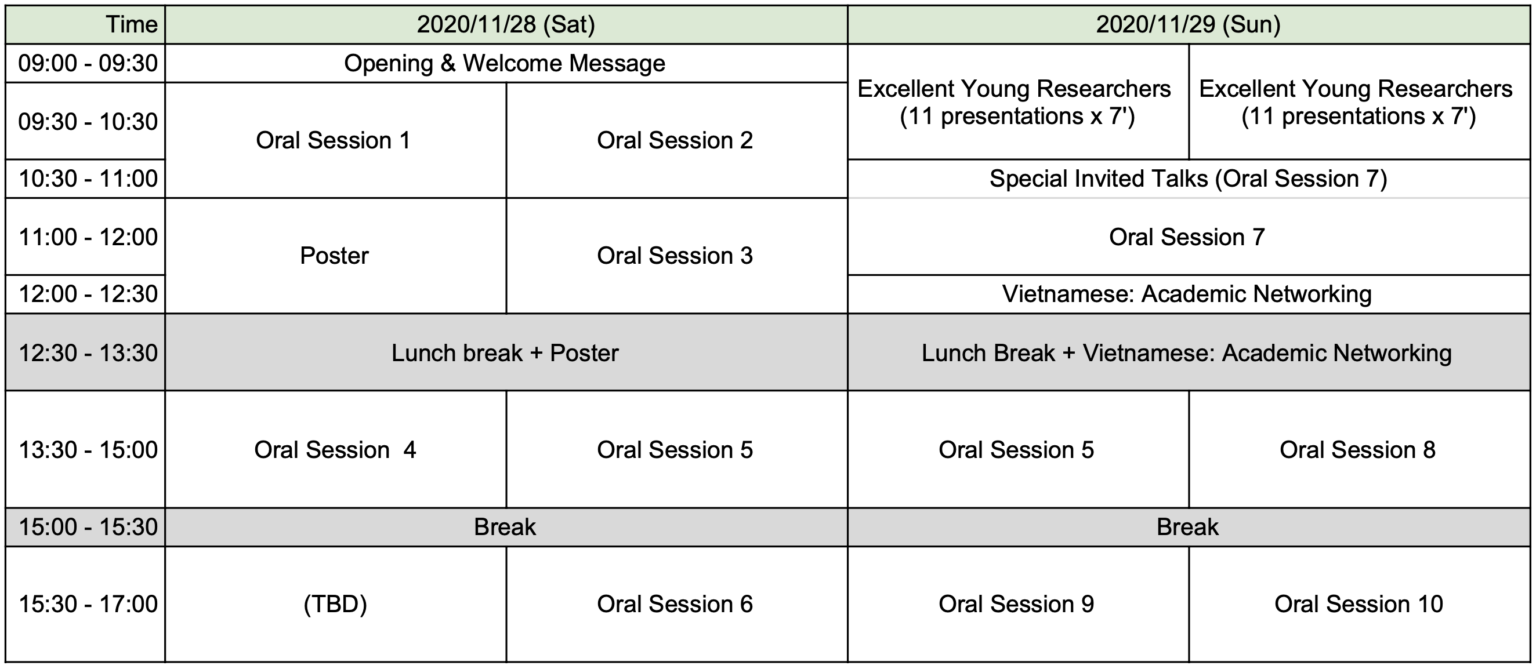 Time 2020/11/28 (Sat) 2020/11/29 (Sun)
09:00 - 09:30 Opening & Welcome Message
Excellent Young Researchers
(11 presentations x 7')
Excellent Young Researchers
(11 presentations x 7')
09:30 - 10:30
Oral Session 1 Oral Session 2
10:30 - 11:00 Special Invited Talks (Oral Session 7)
11:00 - 12:00 Oral Session 7
Poster Oral Session 3
12:00 - 12:30 Vietnamese: Academic Networking
12:30 - 13:30 Lunch break + Poster Lunch Break + Vietnamese: Academic Networking
13:30 - 15:00 Oral Session 4 Oral Session 5 Oral Session 5 Oral Session 8
15:00 - 15:30 Break Break
15:30 - 17:00 (TBD) Oral Session 6 Oral Session 9 Oral Session 10